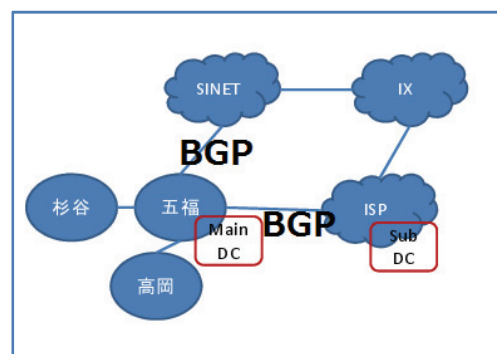 SINET
IX
BGP
杉谷
五福
BGP
ISP
Main
DC
Sub
DC
高岡